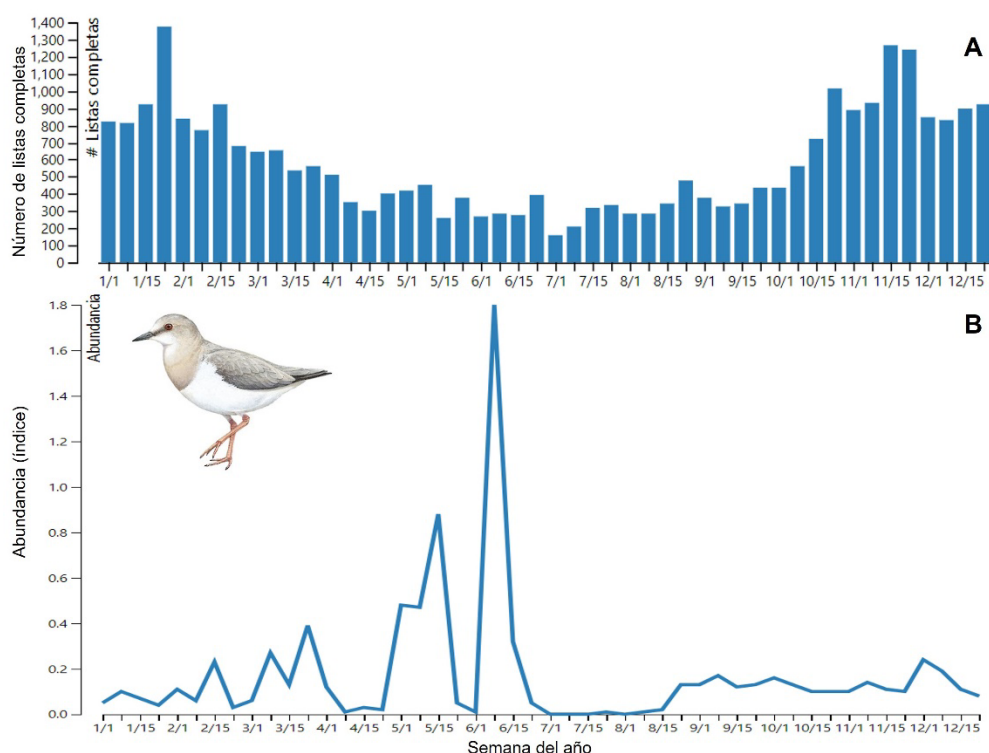 A
Número de listas completas
# Listas completas
1,400
1,300
1,200
1,100
1,000
900
800
700
600
500
400
300
200
100
0
1/1 1/15 2/1 2/15 3/1 3/15 4/1 4/15 5/1 5/15 6/1 6/15 7/1 7/15 8/1 8/15 9/1 9/15 10/1 10/15 11/1 11/15 12/1 12/15
B
Abundancia (índice)
Abundancia
1.8
1.6
1.4
1.2
1.0
0.8
0.6
0.4
0.2
0.0
1/1 1/15 2/1 2/15 3/1 3/15 4/1 4/15 5/1 5/15 6/1 6/15 7/1 7/15 8/1 8/15 9/1 9/15 10/1 10/15 11/1 11/15 12/1 12/15
Semana del año